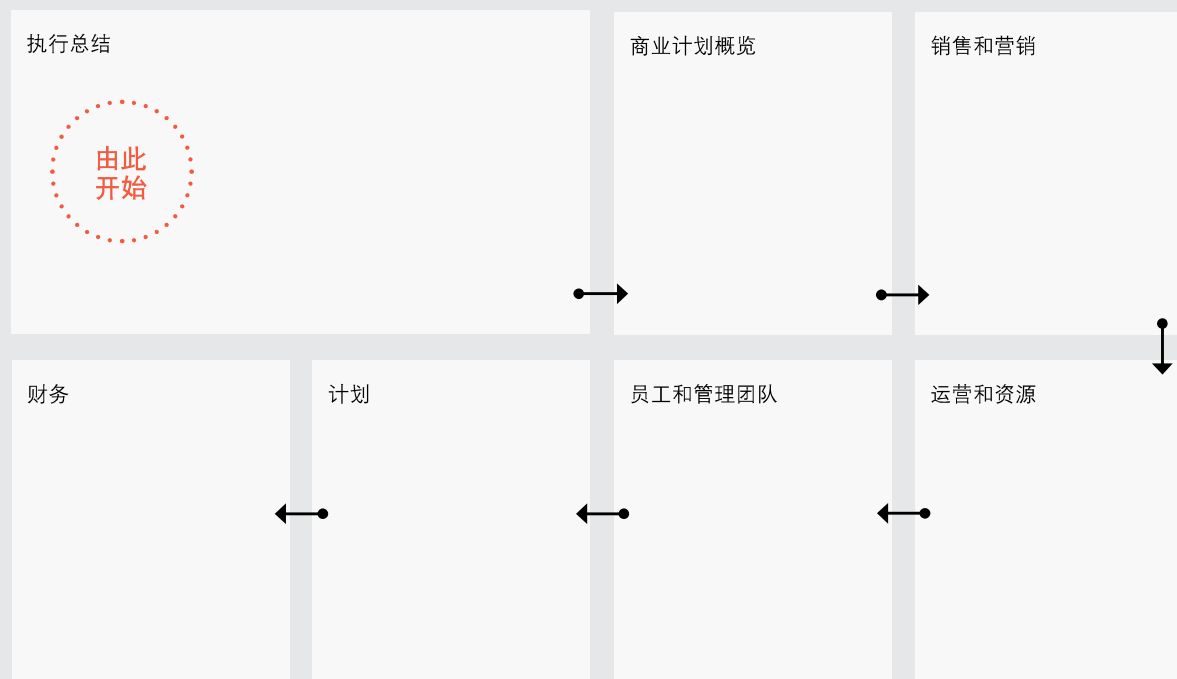 执行总结
由此
开始
商业计划概览
销售和营销
运营和资源
员工和管理团队
计划
财务